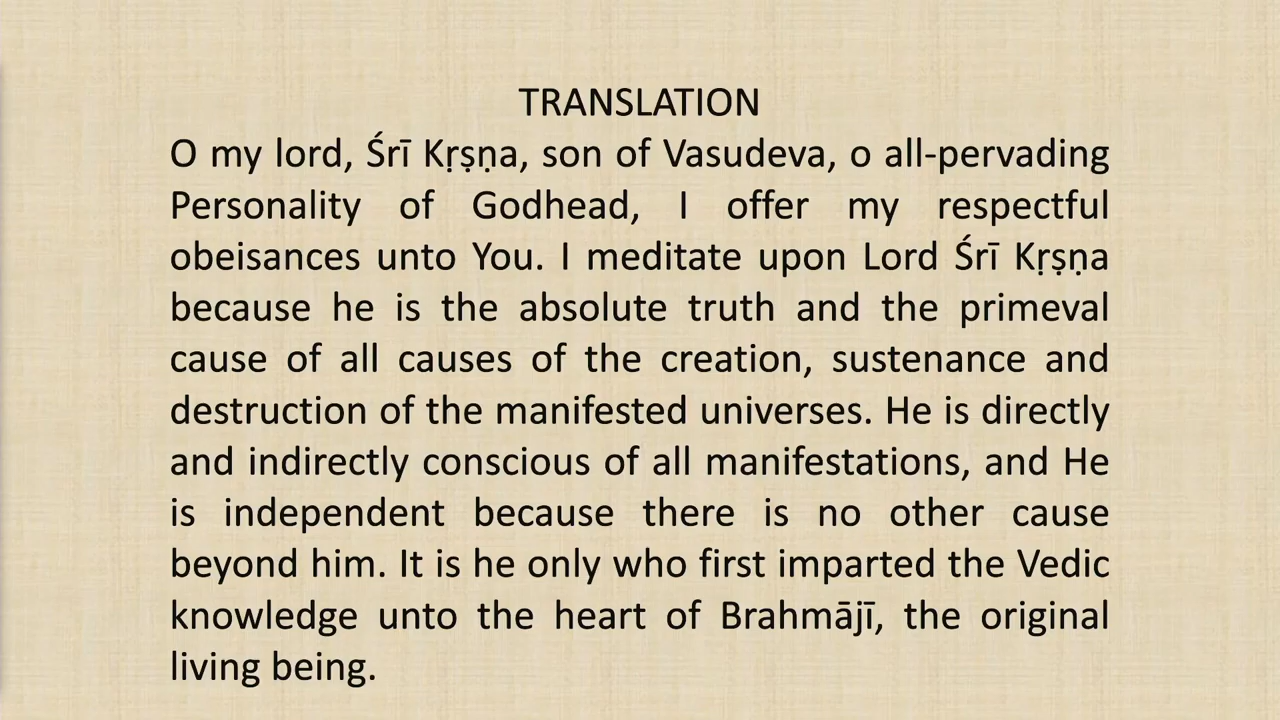 TRANSLATION
O my lord, Śrī Kṛṣṇa, son of Vasudeva, o all-pervading
Personality of Godhead, I offer my respectful
obeisances unto You. I meditate upon Lord Śrī Kṛṣṇa
because he is the absolute truth and the primeval
cause of all causes of the creation, sustenance and
destruction of the manifested universes. He is directly
and indirectly conscious of all manifestations, and He
is independent because there is no other cause
beyond him. It is he only who first imparted the Vedic
knowledge unto the heart of Brahmājī, the original
living being.